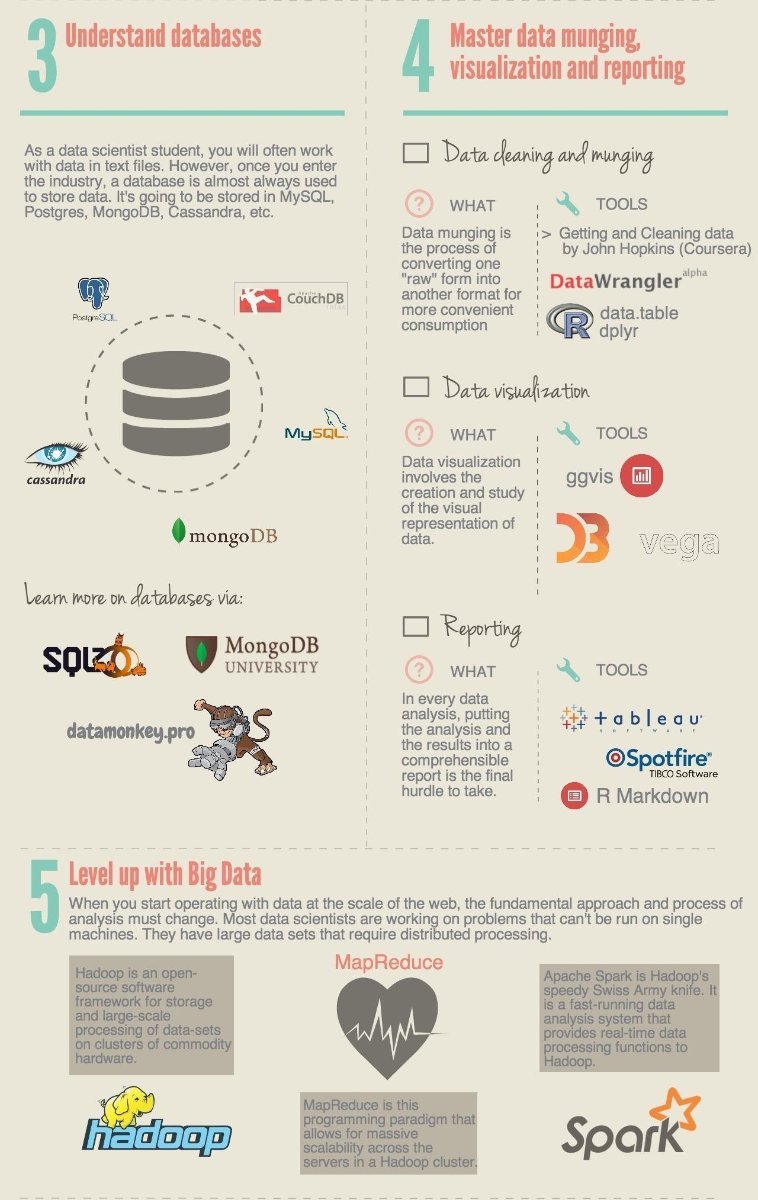 3 Understand databases
As a data scientist student, you will often work
with data in text files. However, once you enter
the industry, a database is almost always used
to store data. It's going to be stored in MySQL,
Postgres, MongoDB, Cassandra, etc.
PostgreSQL
CouchDB
MySQL
cassandra
mongoDB
Learn more on databases via:
SQLZOO
MongoDB
UNIVERSITY
datamonkey.pro
4 Master data munging,
visualization and reporting
Data cleaning and munging
? WHAT
Data munging is
the process of
converting one
"raw" form into
another format for
more convenient
consumption
TOOLS
> Getting and Cleaning data
by John Hopkins (Coursera)
DataWrangler alpha
R data.table
dplyr
Data visualization
? WHAT
Data visualization
involves the
creation and study
of the visual
representation of
data.
TOOLS
ggvis
D3 vega
Reporting
? WHAT
In every data
analysis, putting
the analysis and
the results into a
comprehensible
report is the final
hurdle to take.
TOOLS
+ableau
SOFTWARE
Spotfire®
TIBCO Software
R Markdown
5 Level up with Big Data
When you start operating with data at the scale of the web, the fundamental approach and process of
analysis must change. Most data scientists are working on problems that can't be run on single
machines. They have large data sets that require distributed processing.
Hadoop is an open-
source software
framework for storage
and large-scale
processing of data-sets
on clusters of commodity
hardware.
hadoop
MapReduce
MapReduce is this
programming paradigm that
allows for massive
scalability across the
servers in a Hadoop cluster.
Apache Spark is Hadoop's
speedy Swiss Army knife. It
is a fast-running data
analysis system that
provides real-time data
processing functions to
Hadoop.
Spark